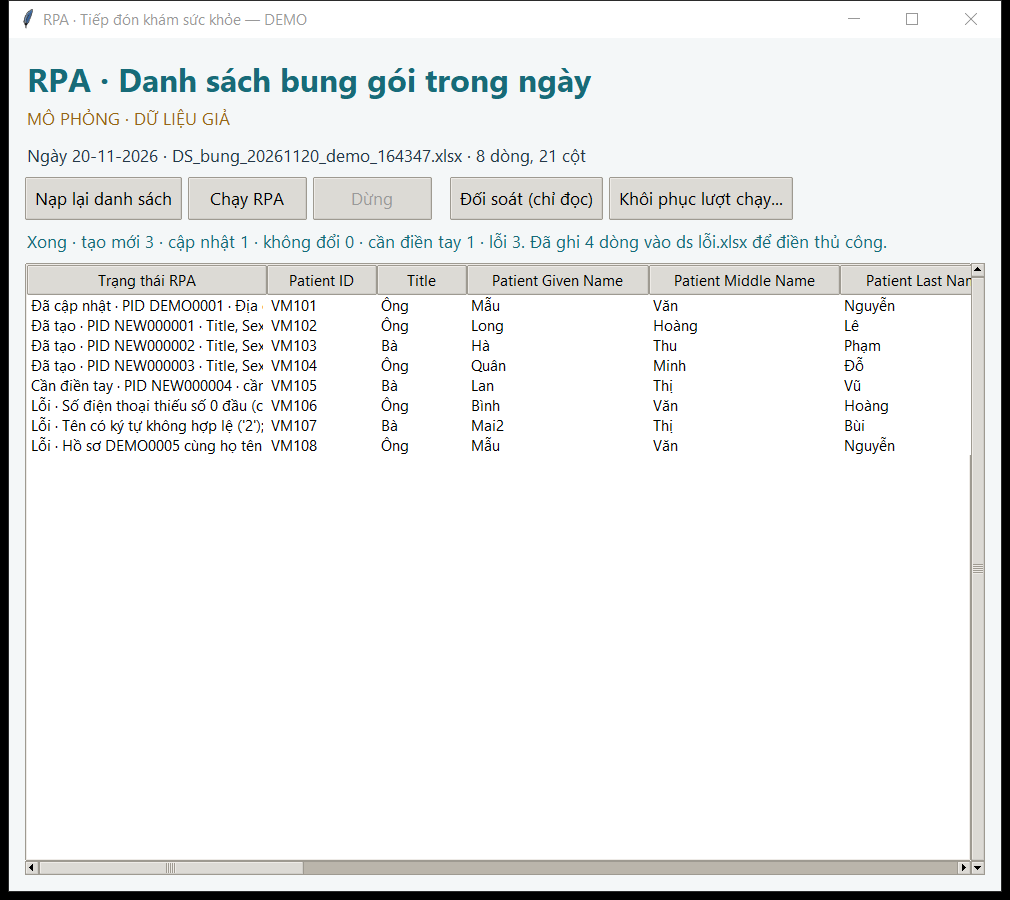 RPA · Tiếp đón khám sức khỏe — DEMO
RPA · Danh sách bung gói trong ngày
MÔ PHỎNG · DỮ LIỆU GIẢ
Ngày 20-11-2026 · DS_bung_20261120_demo_164347.xlsx · 8 dòng, 21 cột
Nạp lại danh sách Chạy RPA Dừng Đối soát (chỉ đọc) Khôi phục lượt chạy...
Xong · tạo mới 3 · cập nhật 1 · không đổi 0 · cần điền tay 1 · lỗi 3. Đã ghi 4 dòng vào ds lỗi.xlsx để điền thủ công.
Trạng thái RPA Patient ID Title Patient Given Name Patient Middle Name Patient Last Nan
Đã cập nhật · PID DEMO0001 · Địa VM101 Ông Mẫu Văn Nguyễn
Đã tạo · PID NEW000001 · Title, Sex VM102 Ông Long Hoàng Lê
Đã tạo · PID NEW000002 · Title, Sex VM103 Bà Hà Thu Phạm
Đã tạo · PID NEW000003 · Title, Sex VM104 Ông Quân Minh Đỗ
Cần điền tay · PID NEW000004 · cần VM105 Bà Lan Thị Vũ
Lỗi · Số điện thoại thiếu số 0 đầu (c VM106 Ông Bình Văn Hoàng
Lỗi · Tên có ký tự không hợp lệ ('2'); VM107 Bà Mai2 Thị Bùi
Lỗi · Hồ sơ DEMO0005 cùng họ tên VM108 Ông Mẫu Văn Nguyễn